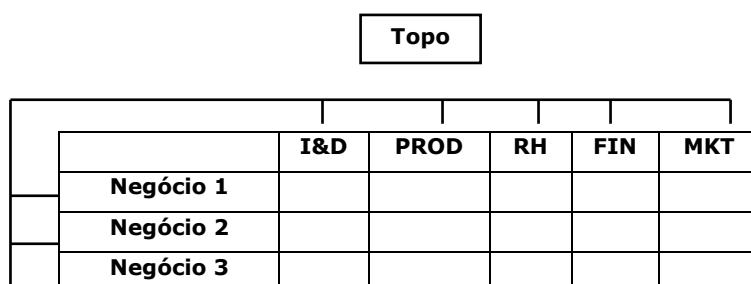 Topo
I&D PROD RH FIN MKT
Negócio 1
Negócio 2
Negócio 3